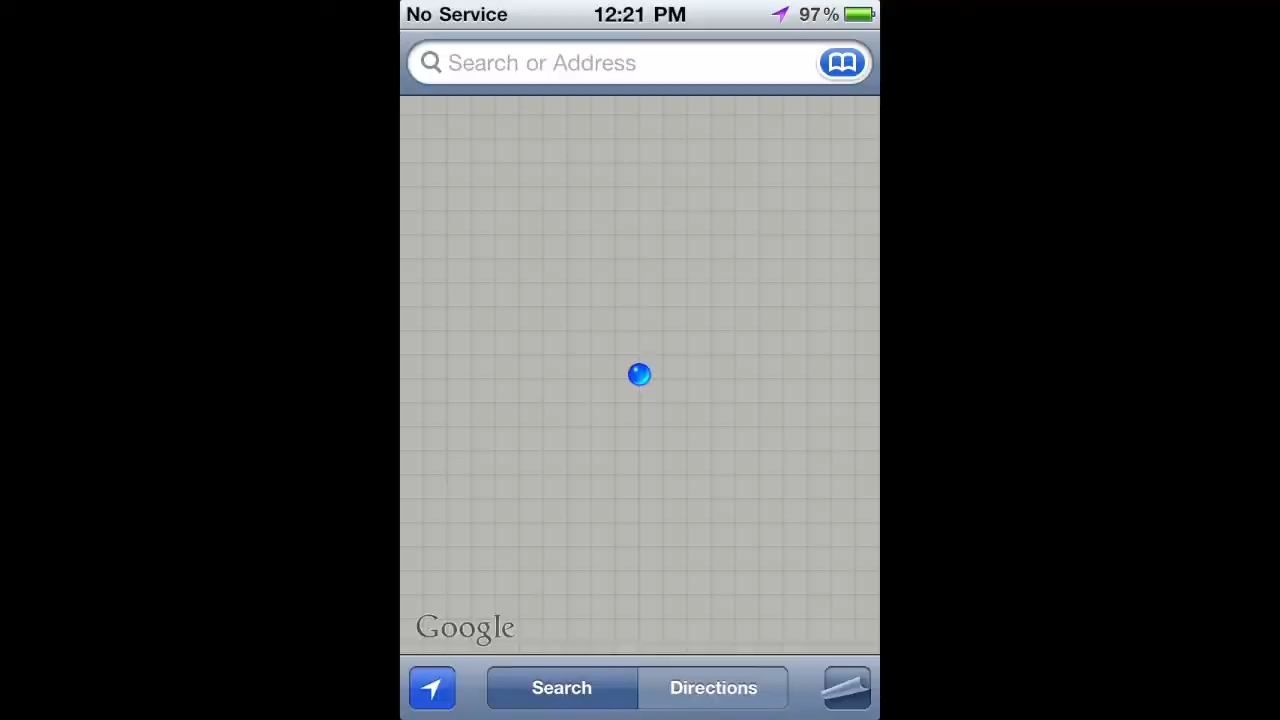 No Service 12:21 PM 97%
Search or Address
Google
Search Directions